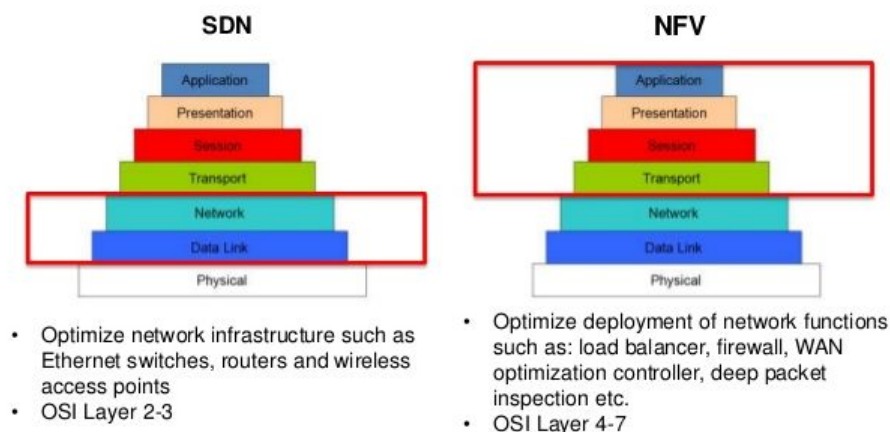 SDN
Application
Presentation
Session
Transport
Network
Data Link
Physical
• Optimize network infrastructure such as
Ethernet switches, routers and wireless
access points
• OSI Layer 2-3
NFV
Application
Presentation
Session
Transport
Network
Data Link
Physical
• Optimize deployment of network functions
such as: load balancer, firewall, WAN
optimization controller, deep packet
inspection etc.
• OSI Layer 4-7